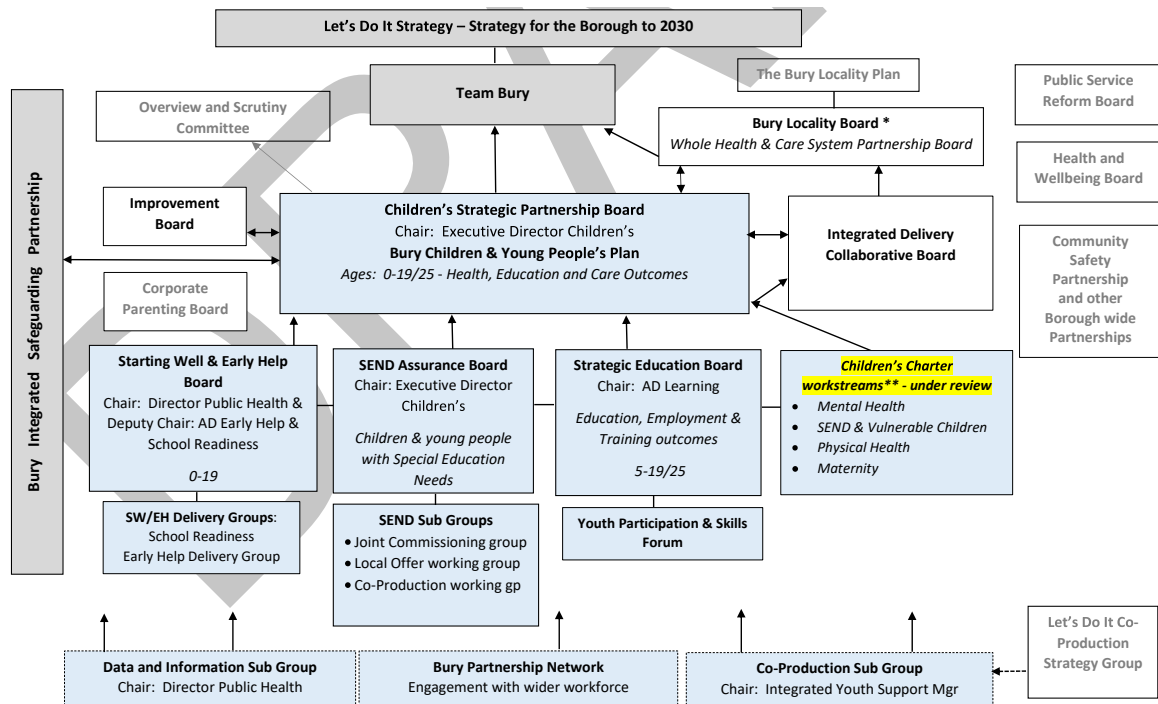 Let's Do It Strategy – Strategy for the Borough to 2030
Team Bury
The Bury Locality Plan
Public Service
Reform Board
Overview and Scrutiny
Committee
Bury Locality Board *
Whole Health & Care System Partnership Board
Health and
Wellbeing Board
Bury Integrated Safeguarding Partnership
Improvement
Board
Children's Strategic Partnership Board
Chair: Executive Director Children's
Bury Children & Young People's Plan
Ages: 0-19/25 - Health, Education and Care Outcomes
Integrated Delivery
Collaborative Board
Community
Safety
Partnership
and other
Borough wide
Partnerships
Corporate
Parenting Board
Starting Well & Early Help
Board
Chair: Director Public Health &
Deputy Chair: AD Early Help &
School Readiness
0-19
SEND Assurance Board
Chair: Executive Director
Children's
Children & young people
with Special Education
Needs
Strategic Education Board
Chair: AD Learning
Education, Employment &
Training outcomes
5-19/25
Children's Charter
workstreams** - under review
• Mental Health
• SEND & Vulnerable Children
• Physical Health
• Maternity
SW/EH Delivery Groups:
School Readiness
Early Help Delivery Group
SEND Sub Groups
• Joint Commissioning group
• Local Offer working group
• Co-Production working gp
Youth Participation & Skills
Forum
Let's Do It Co-
Production
Strategy Group
Data and Information Sub Group
Chair: Director Public Health
Bury Partnership Network
Engagement with wider workforce
Co-Production Sub Group
Chair: Integrated Youth Support Mgr
DRA